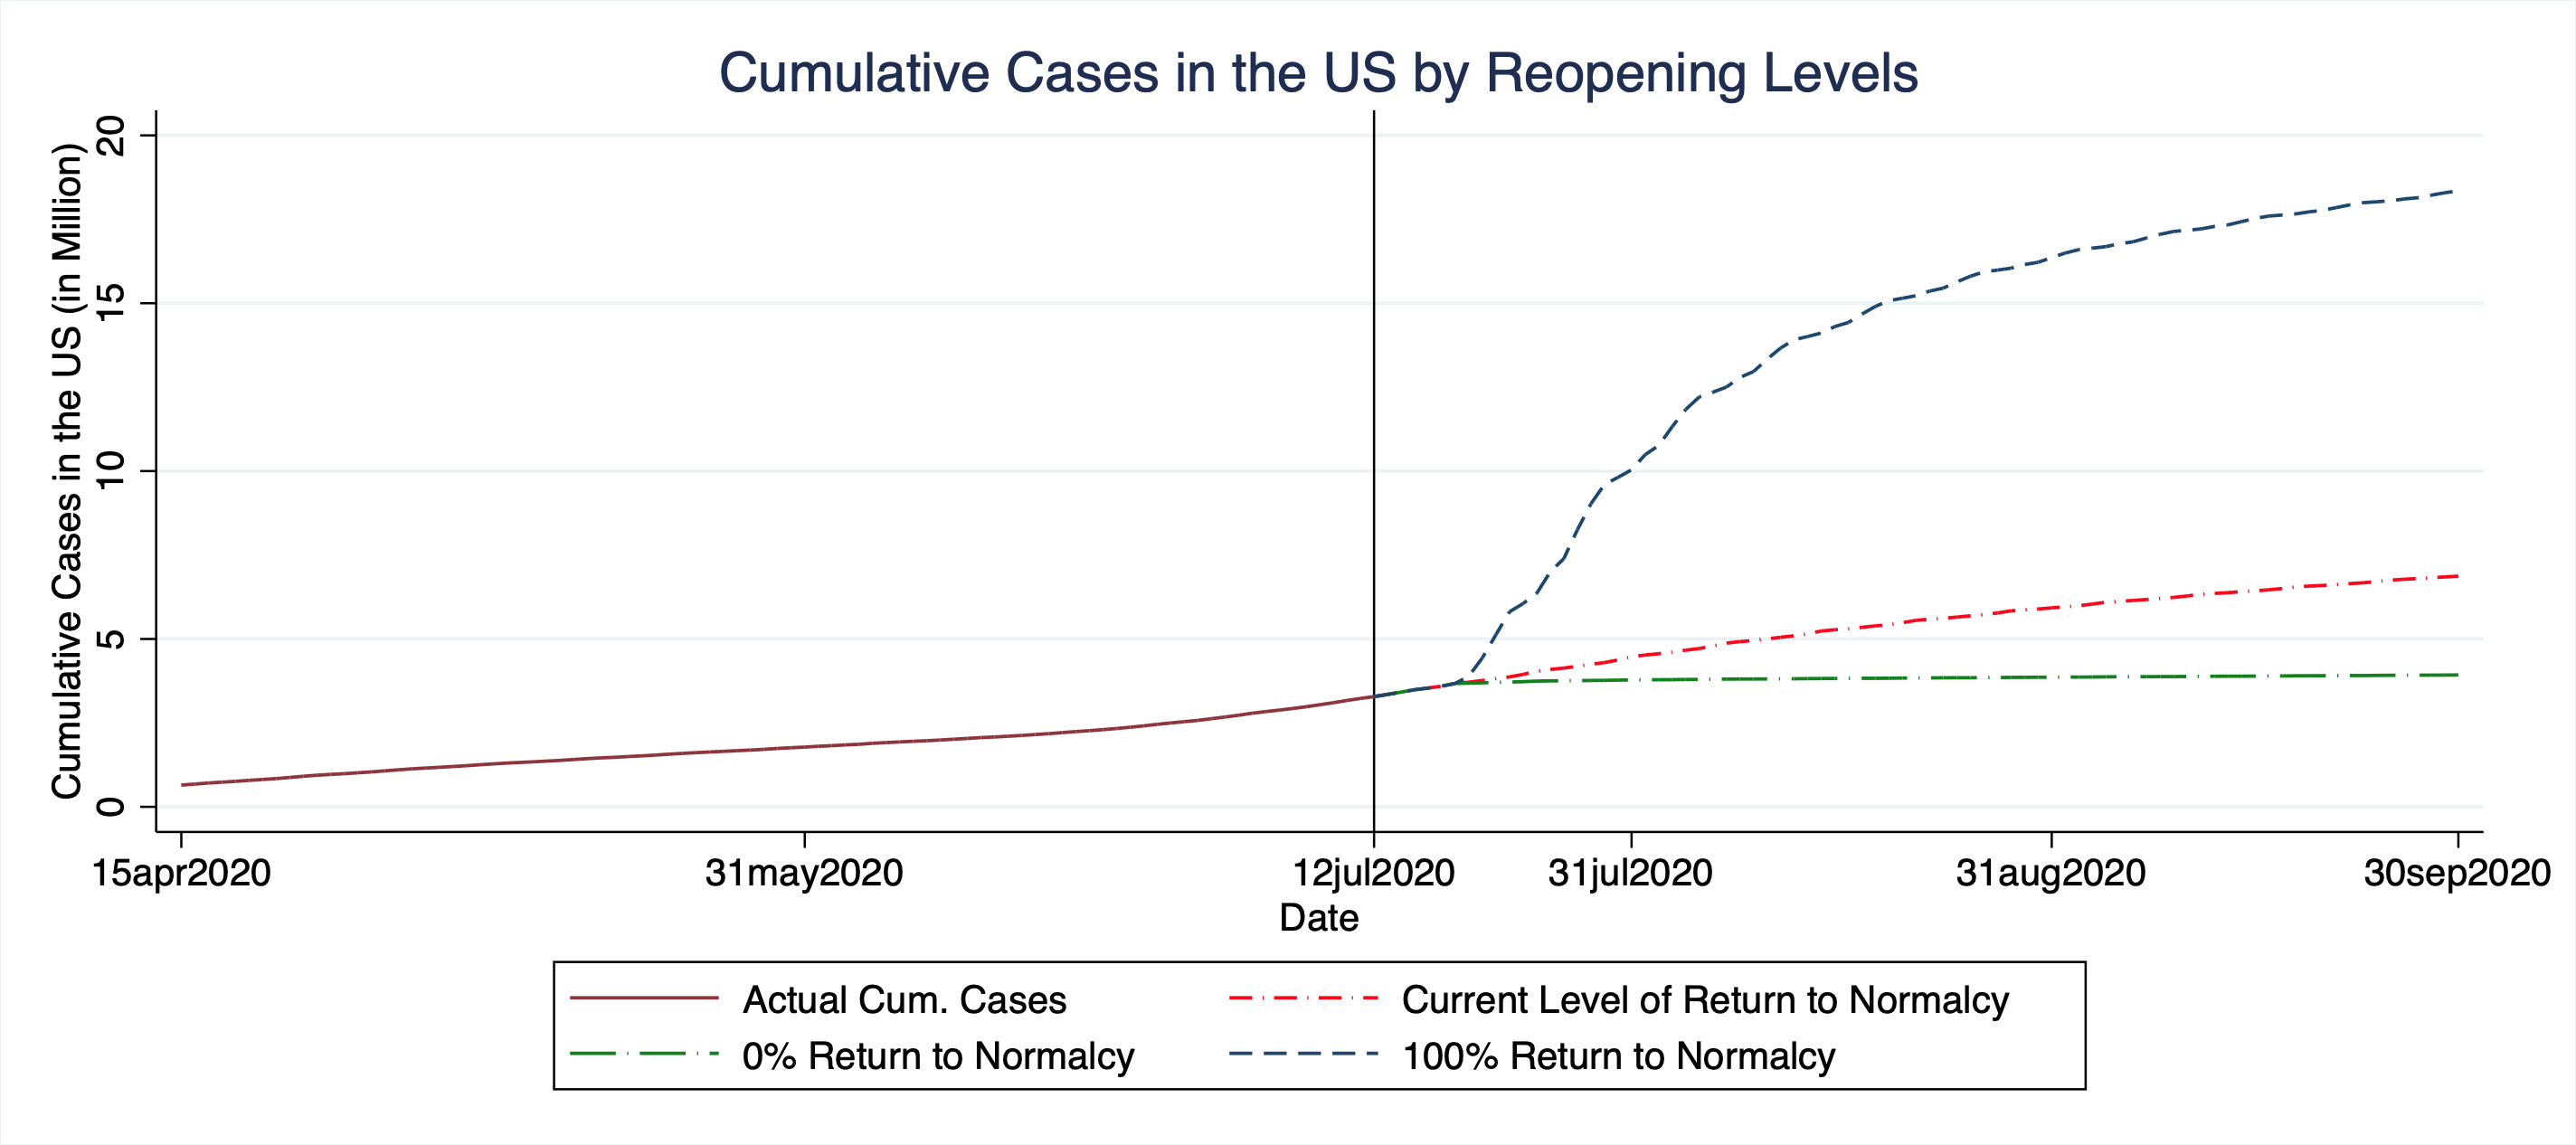 Cumulative Cases in the US by Reopening Levels
Cumulative Cases in the US (in Million)
20
15
10
5
0
15apr2020 31may2020 12jul2020 31jul2020 31aug2020 30sep2020
Date
Actual Cum. Cases Current Level of Return to Normalcy
0% Return to Normalcy 100% Return to Normalcy